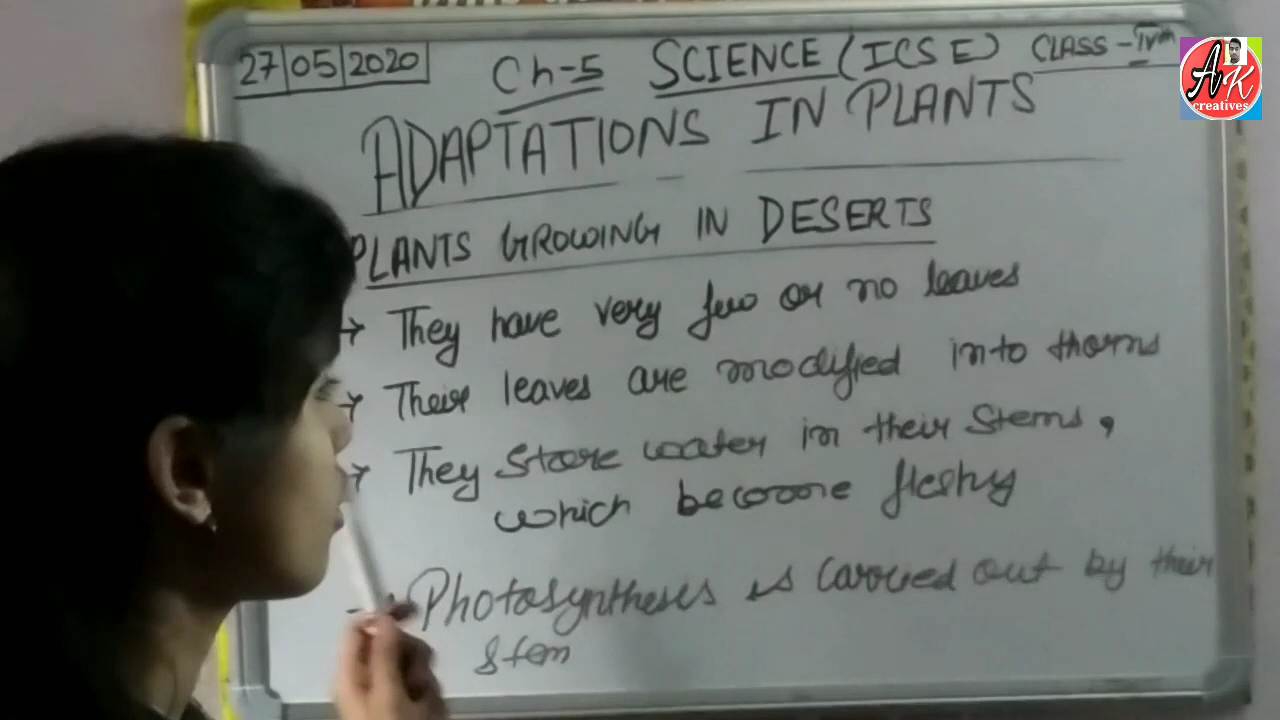 27|05|2020
Ch-5 SCIENCE (ICSE) CLASS - IVth
ADAPTATIONS IN PLANTS
PLANTS GROWING IN DESERTS
→ They have very few or no leaves
→ Their leaves are modified into thorns
→ They store water in their stems,
which become fleshy
→ Photosynthesis is carried out by their
stem
AK
creatives